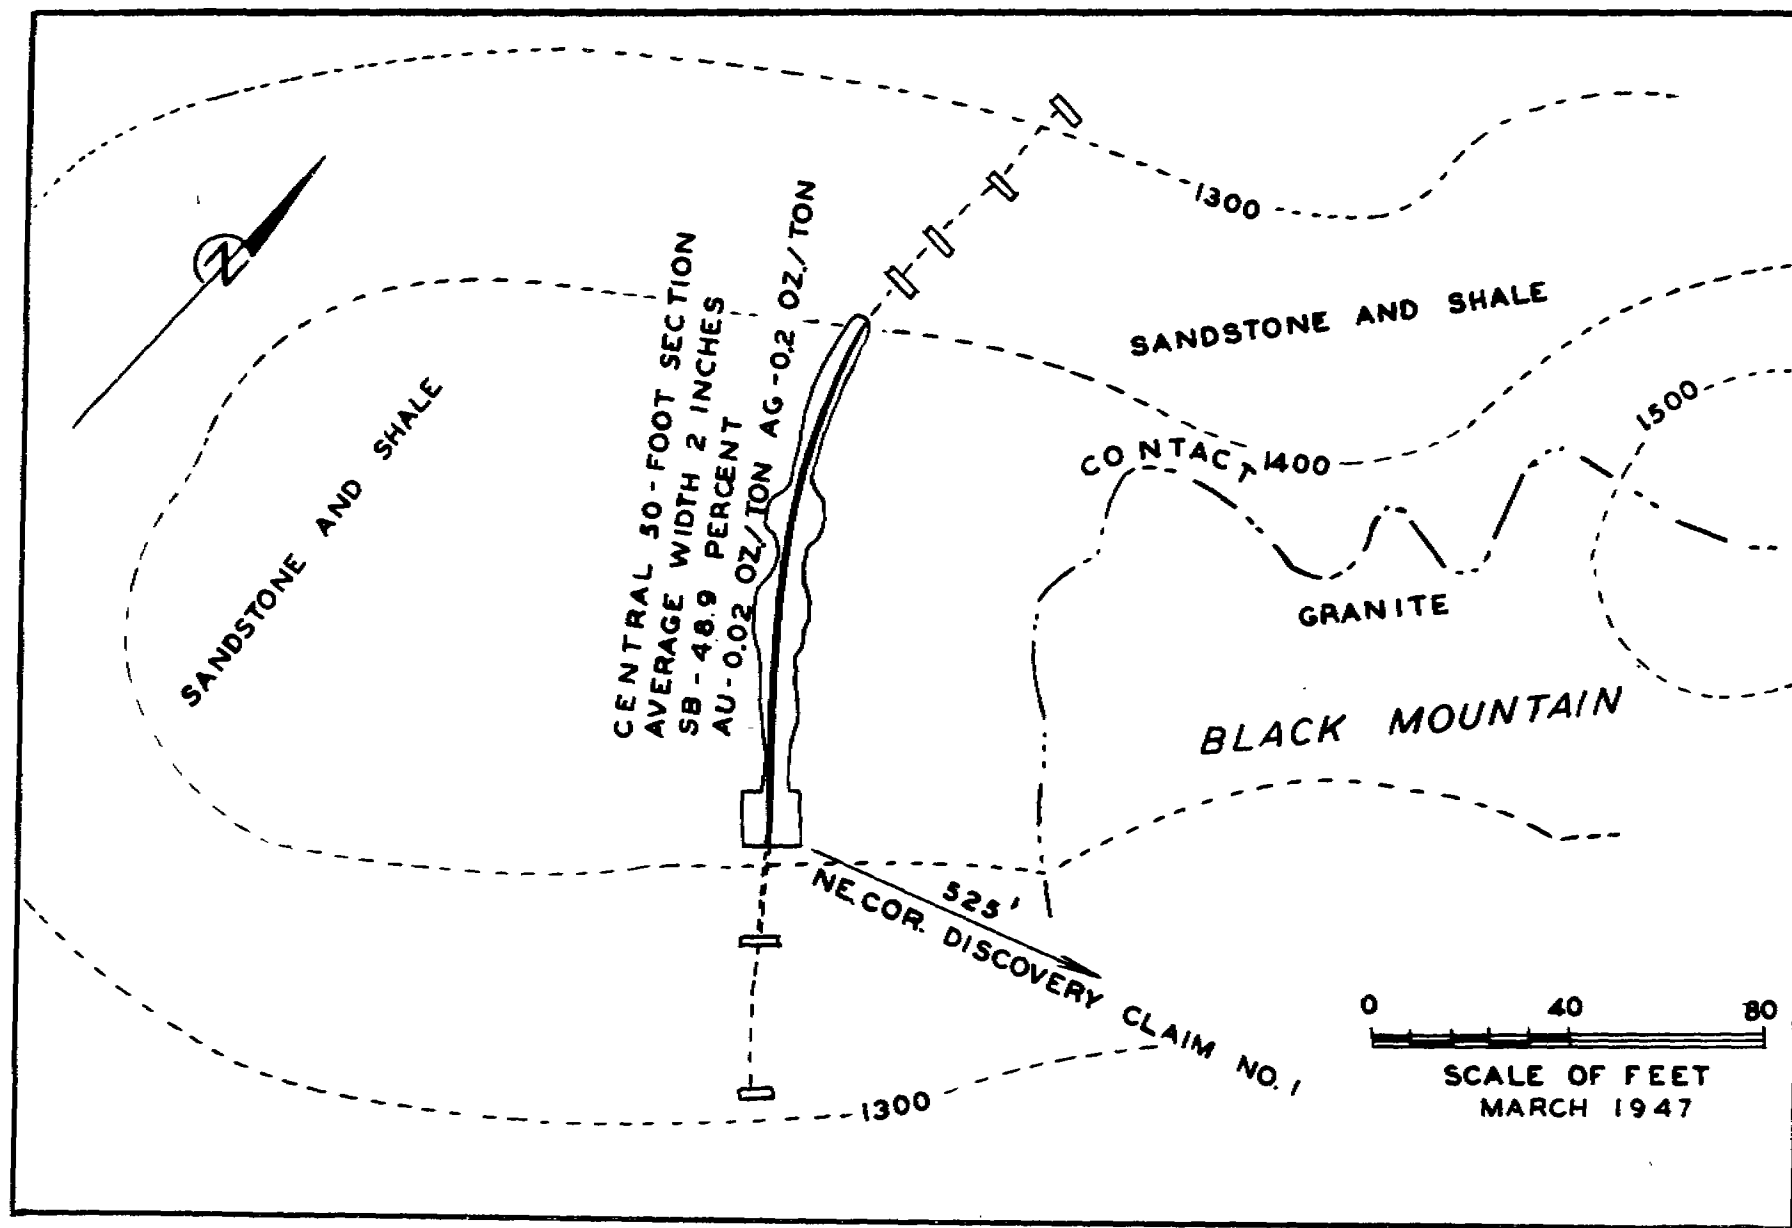 1300
SANDSTONE AND SHALE
1500
CONTACT
1400
GRANITE
BLACK MOUNTAIN
N
SANDSTONE AND SHALE
CENTRAL 50-FOOT SECTION
AVERAGE WIDTH 2 INCHES
SB-48.9 PERCENT
AU-0.02 OZ./TON AG-0.2 OZ./TON
525'
NE. COR. DISCOVERY CLAIM NO. 1
1300
0 40 80
SCALE OF FEET
MARCH 1947